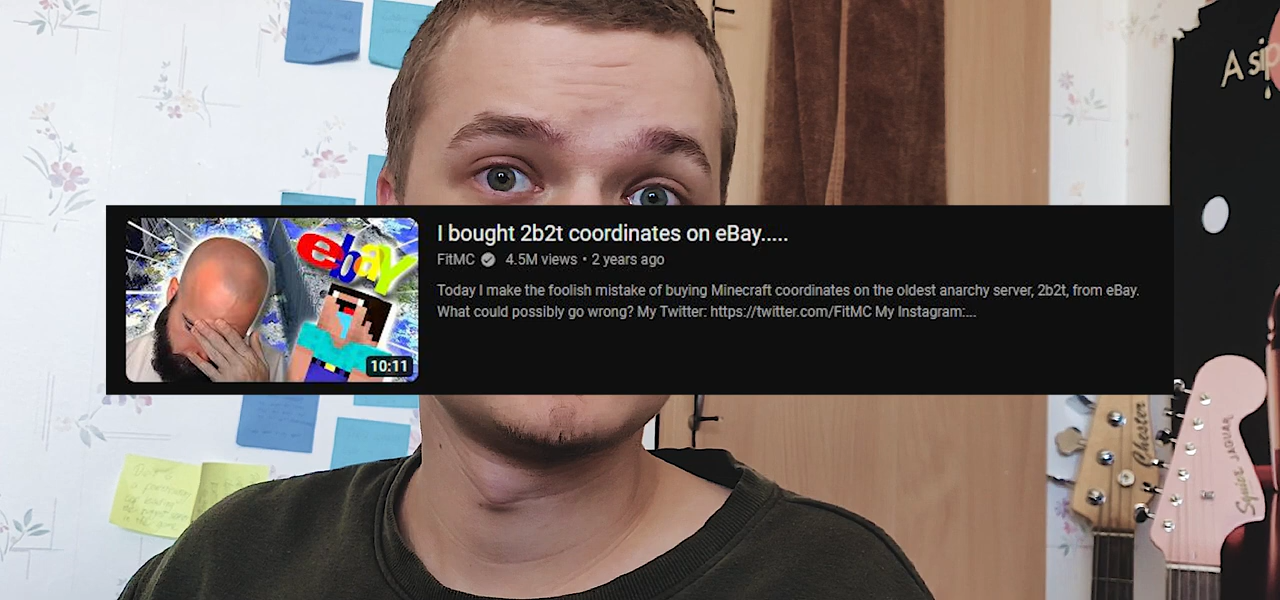 A sip
ebay
10:11
I bought 2b2t coordinates on eBay.....
FitMC 4.5M views • 2 years ago
Today I make the foolish mistake of buying Minecraft coordinates on the oldest anarchy server, 2b2t, from eBay.
What could possibly go wrong? My Twitter: https://twitter.com/FitMC My Instagram:...
Chester
Squier JAGUAR